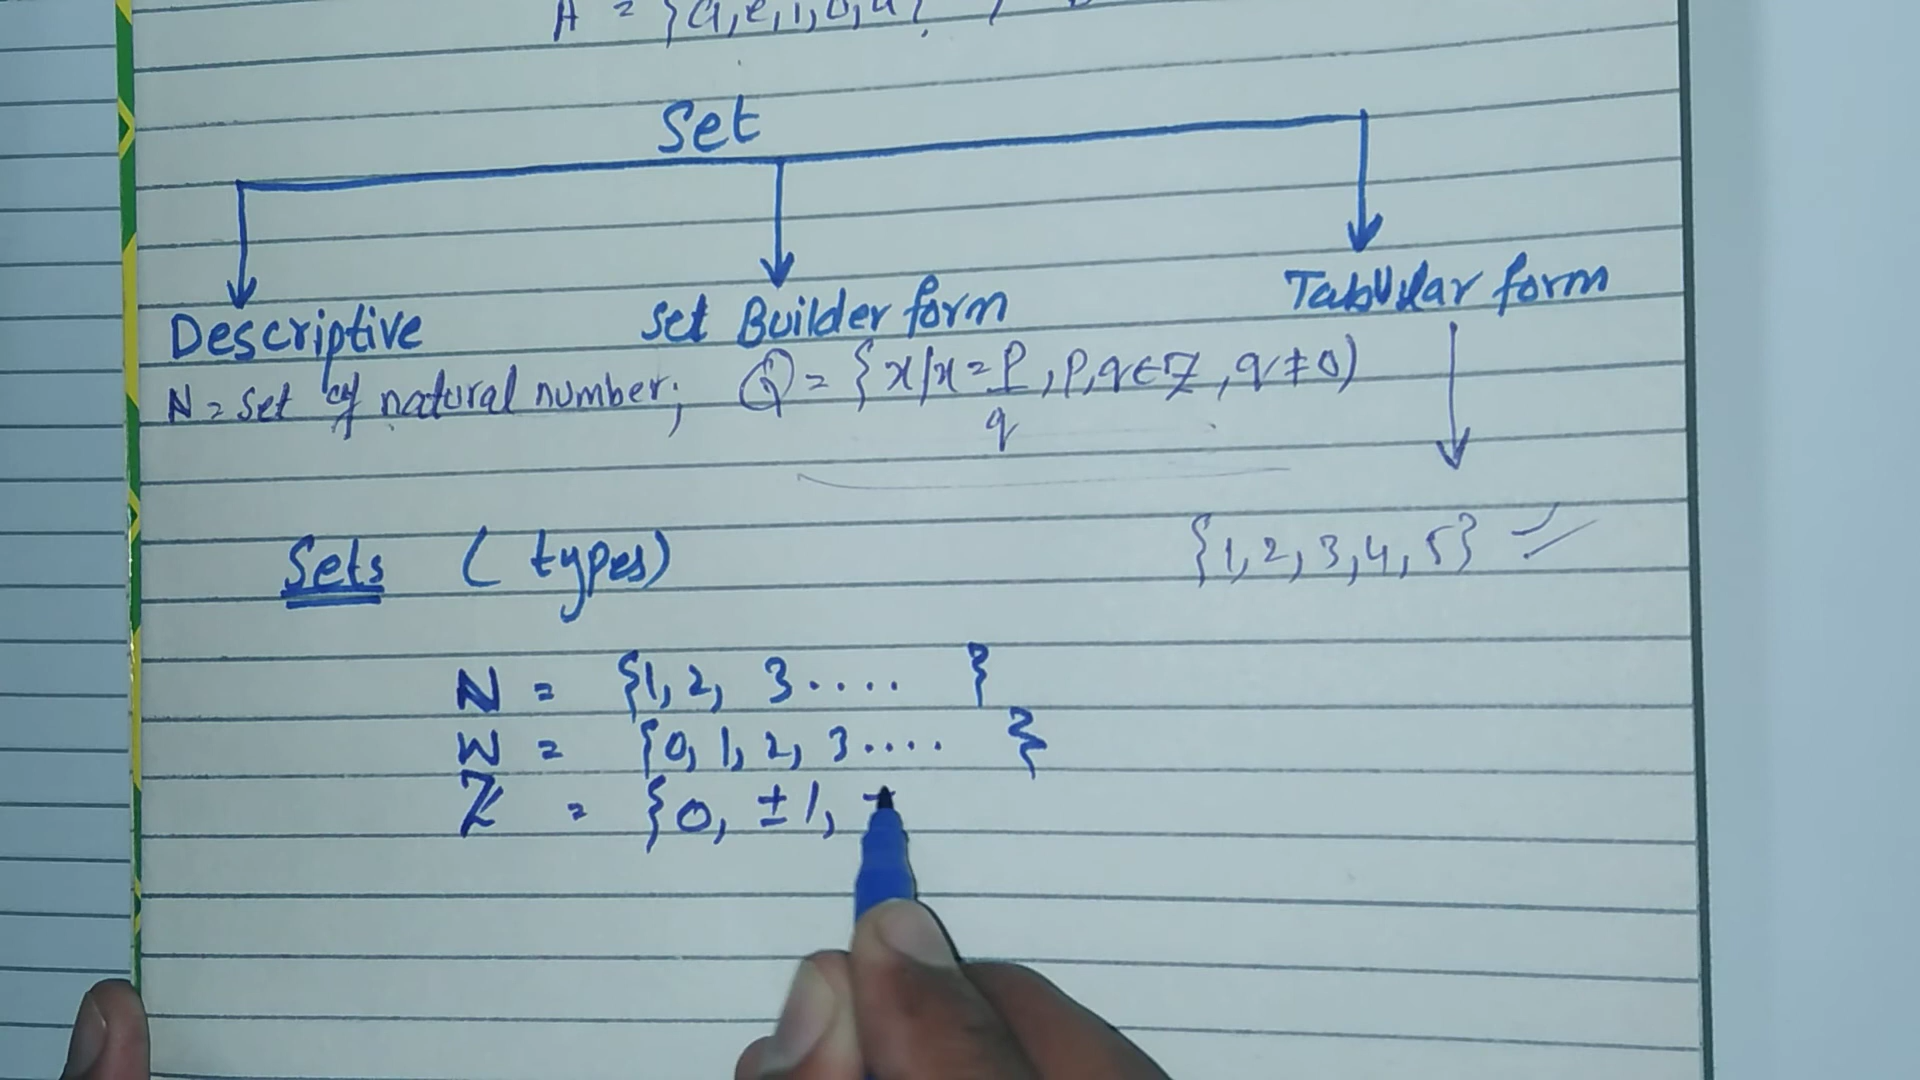 A = {a, e, i, o, u}
Set
Descriptive Set Builder form Tabular form
N = Set of natural number; Q = {x/x = p/q, p, q ∈ Z, q ≠ 0)
Sets (types) {1, 2, 3, 4, 5}
N = {1, 2, 3 .... }
W = {0, 1, 2, 3 .... }
Z = {0, ± 1,